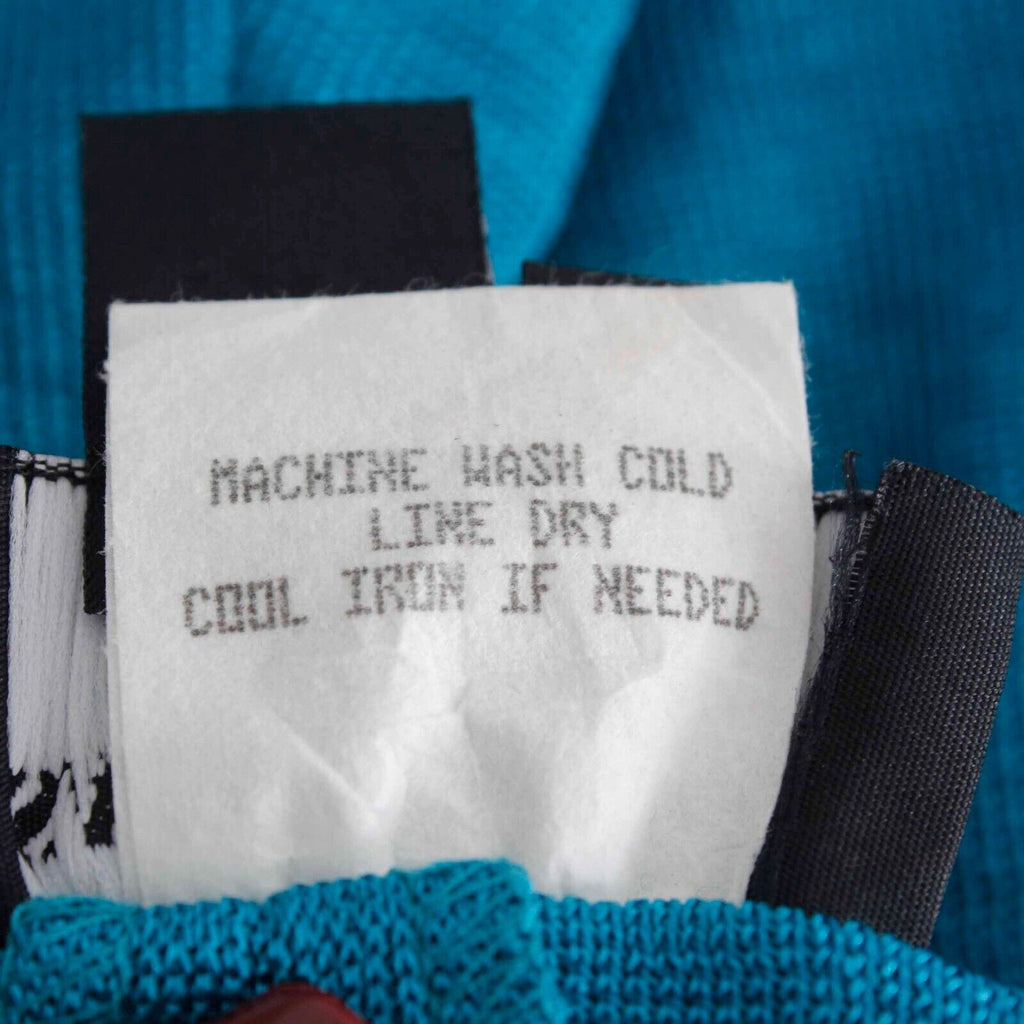 MACHINE WASH COLD
LINE DRY
COOL IRON IF NEEDED